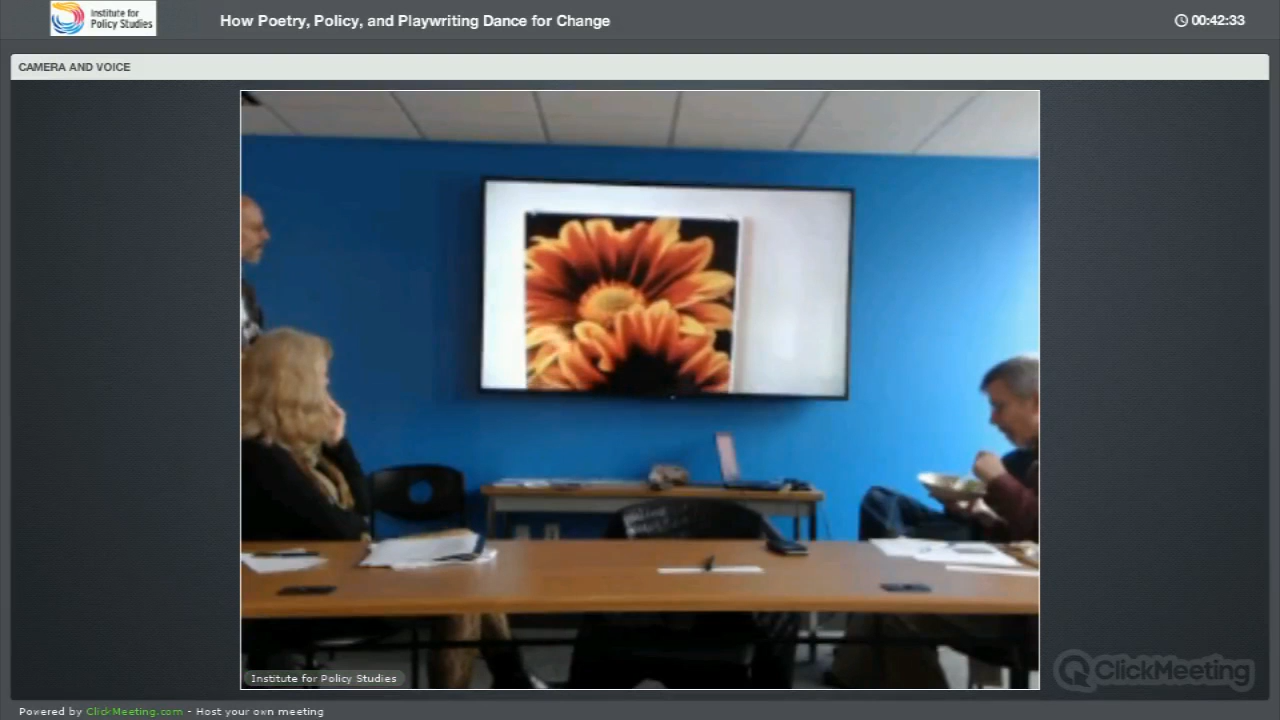 Institute for
Policy Studies
How Poetry, Policy, and Playwriting Dance for Change
00:42:33
CAMERA AND VOICE
Institute for Policy Studies
ClickMeeting
Powered by ClickMeeting.com - Host your own meeting